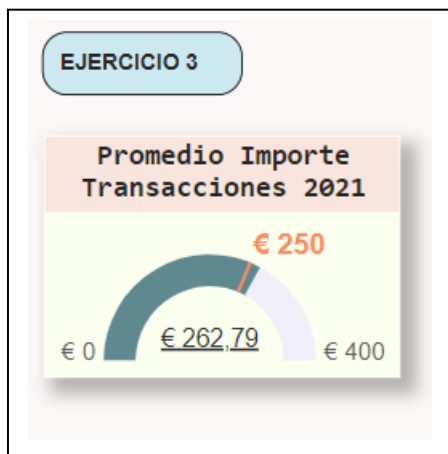 EJERCICIO 3
Promedio Importe
Transacciones 2021
€ 250
€ 262,79
€ 0
€ 400